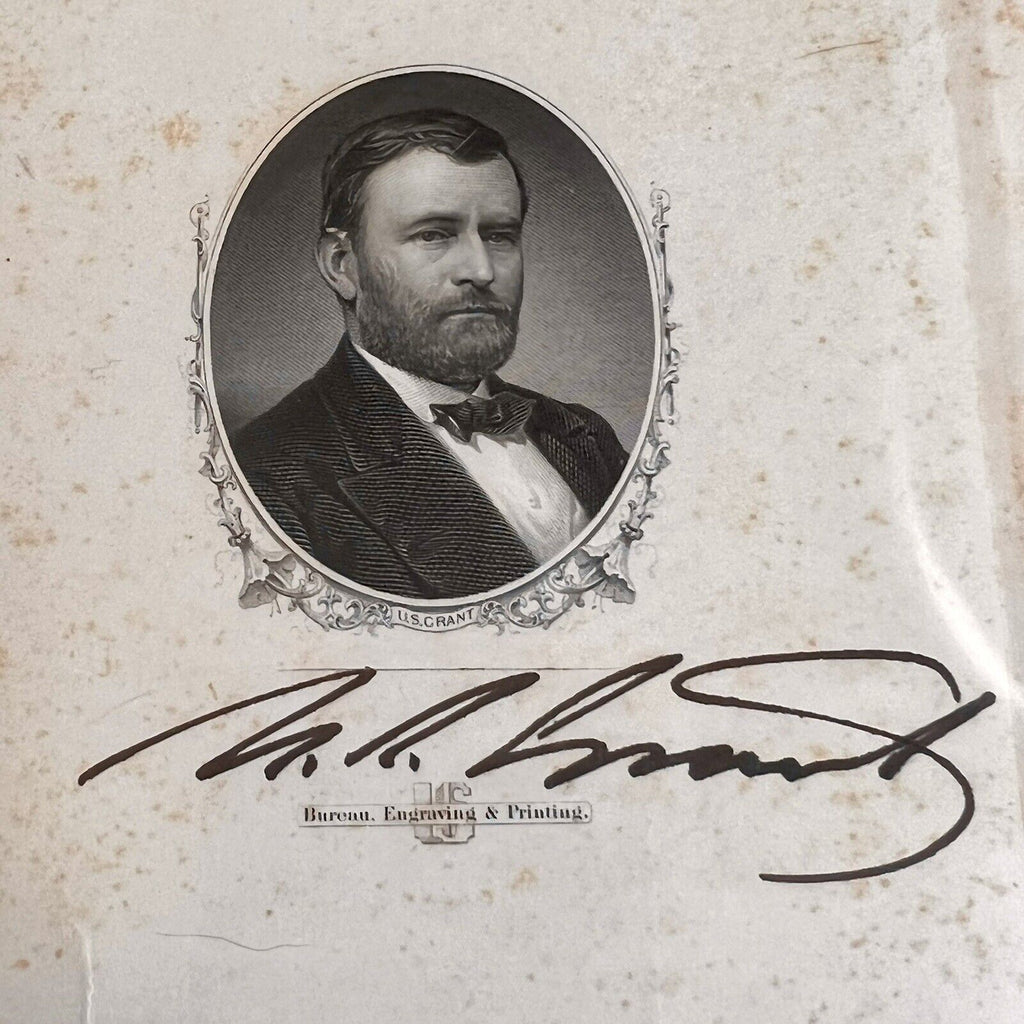 U.S. GRANT
U. S. Grant
US
Bureau, Engraving & Printing.